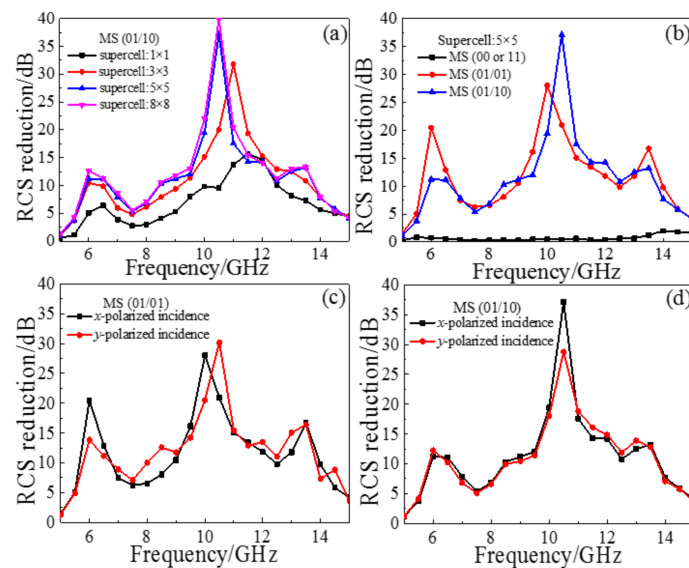 40
35
30
25
20
15
10
5
0
RCS reduction/dB
MS (01/10)
supercell:1×1
supercell:3×3
supercell:5×5
supercell:8×8
(a)
6 8 10 12 14
Frequency/GHz
40
35
30
25
20
15
10
5
0
RCS reduction/dB
Supercell:5×5
MS (00 or 11)
MS (01/01)
MS (01/10)
(b)
6 8 10 12 14
Frequency/GHz
40
35
30
25
20
15
10
5
0
RCS reduction/dB
MS (01/01)
x-polarized incidence
y-polarized incidence
(c)
6 8 10 12 14
Frequency/GHz
40
35
30
25
20
15
10
5
0
RCS reduction/dB
MS (01/10)
x-polarized incidence
y-polarized incidence
(d)
6 8 10 12 14
Frequency/GHz